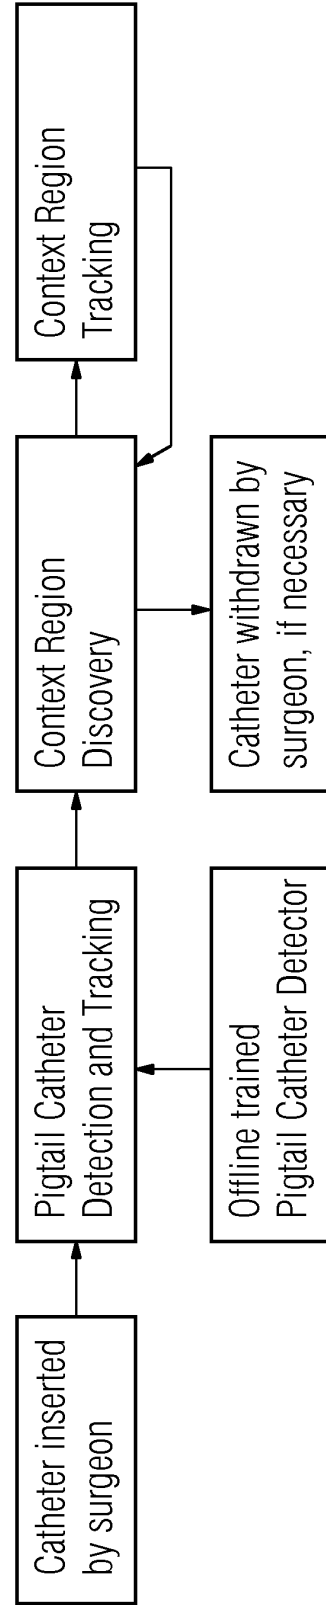 Catheter inserted
by surgeon
Pigtail Catheter
Detection and Tracking
Offline trained
Pigtail Catheter Detector
Context Region
Discovery
Catheter withdrawn by
surgeon, if necessary
Context Region
Tracking